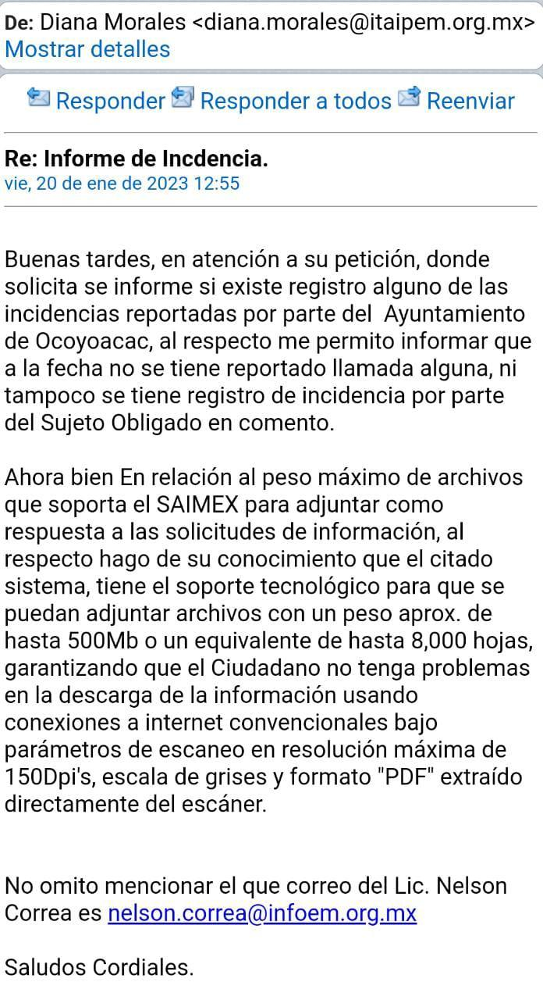 De: Diana Morales <diana.morales@itaipem.org.mx>
Mostrar detalles
Responder Responder a todos Reenviar
Re: Informe de Incdencia.
vie, 20 de ene de 2023 12:55
Buenas tardes, en atención a su petición, donde
solicita se informe si existe registro alguno de las
incidencias reportadas por parte del  Ayuntamiento
de Ocoyoacac, al respecto me permito informar que
a la fecha no se tiene reportado llamada alguna, ni
tampoco se tiene registro de incidencia por parte
del Sujeto Obligado en comento.
Ahora bien En relación al peso máximo de archivos
que soporta el SAIMEX para adjuntar como
respuesta a las solicitudes de información, al
respecto hago de su conocimiento que el citado
sistema, tiene el soporte tecnológico para que se
puedan adjuntar archivos con un peso aprox. de
hasta 500Mb o un equivalente de hasta 8,000 hojas,
garantizando que el Ciudadano no tenga problemas
en la descarga de la información usando
conexiones a internet convencionales bajo
parámetros de escaneo en resolución máxima de
150Dpi's, escala de grises y formato "PDF" extraído
directamente del escáner.
No omito mencionar el que correo del Lic. Nelson
Correa es nelson.correa@infoem.org.mx
Saludos Cordiales.